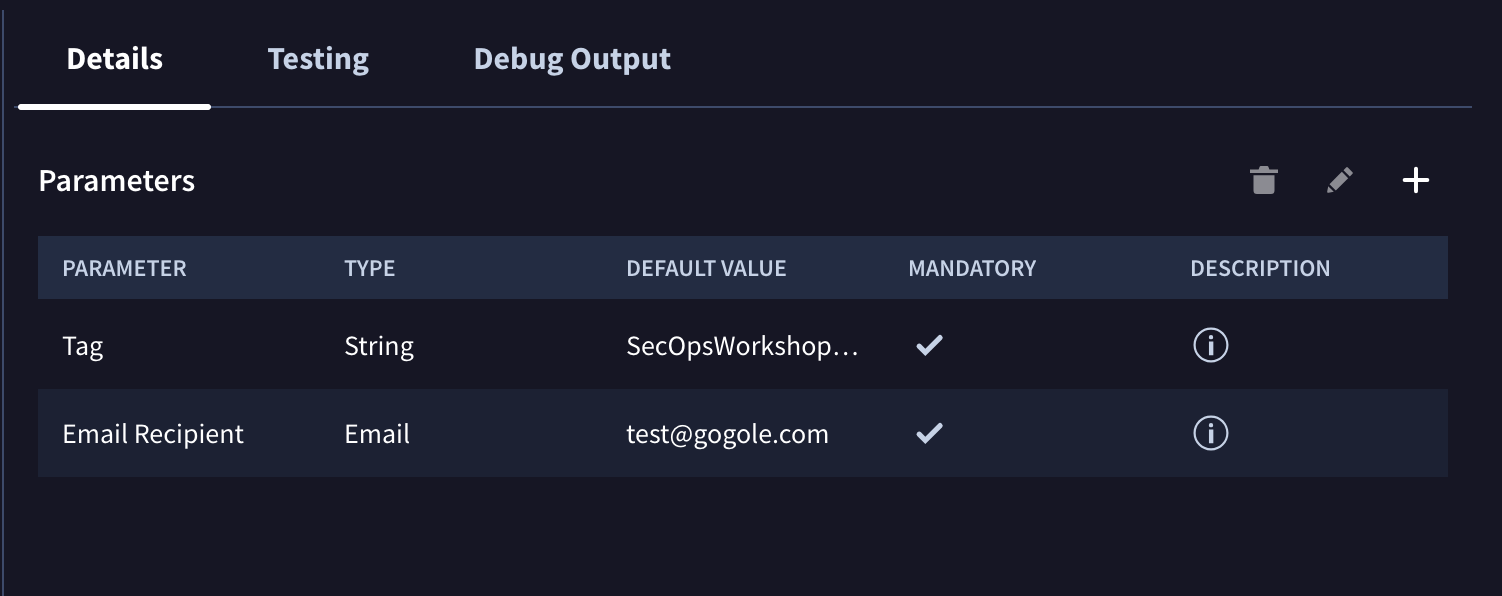 Details Testing Debug Output
Parameters
PARAMETER TYPE DEFAULT VALUE MANDATORY DESCRIPTION
Tag String SecOpsWorkshop...
Email Recipient Email test@gogole.com